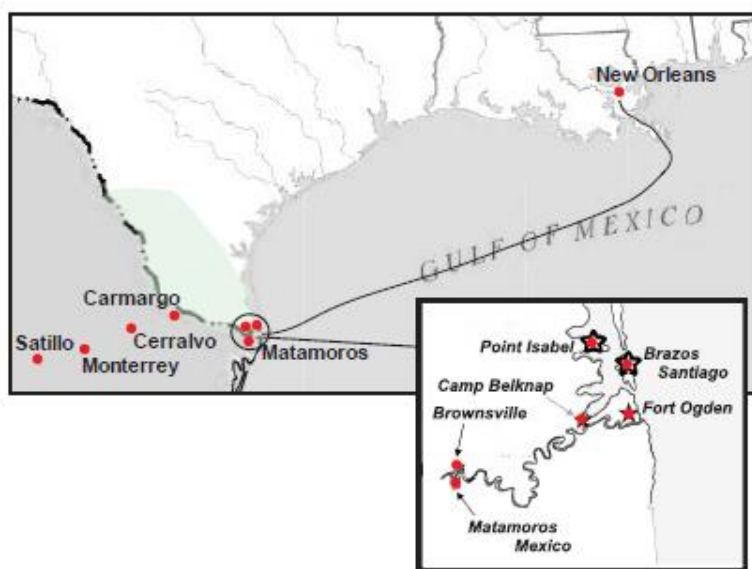 New Orleans
GULF OF MEXICO
Carmargo
Satillo
Cerralvo
Monterrey
Matamoros
Point Isabel
Brazos
Santiago
Camp Belknap
Brownsville
Fort Ogden
Matamoros
Mexico